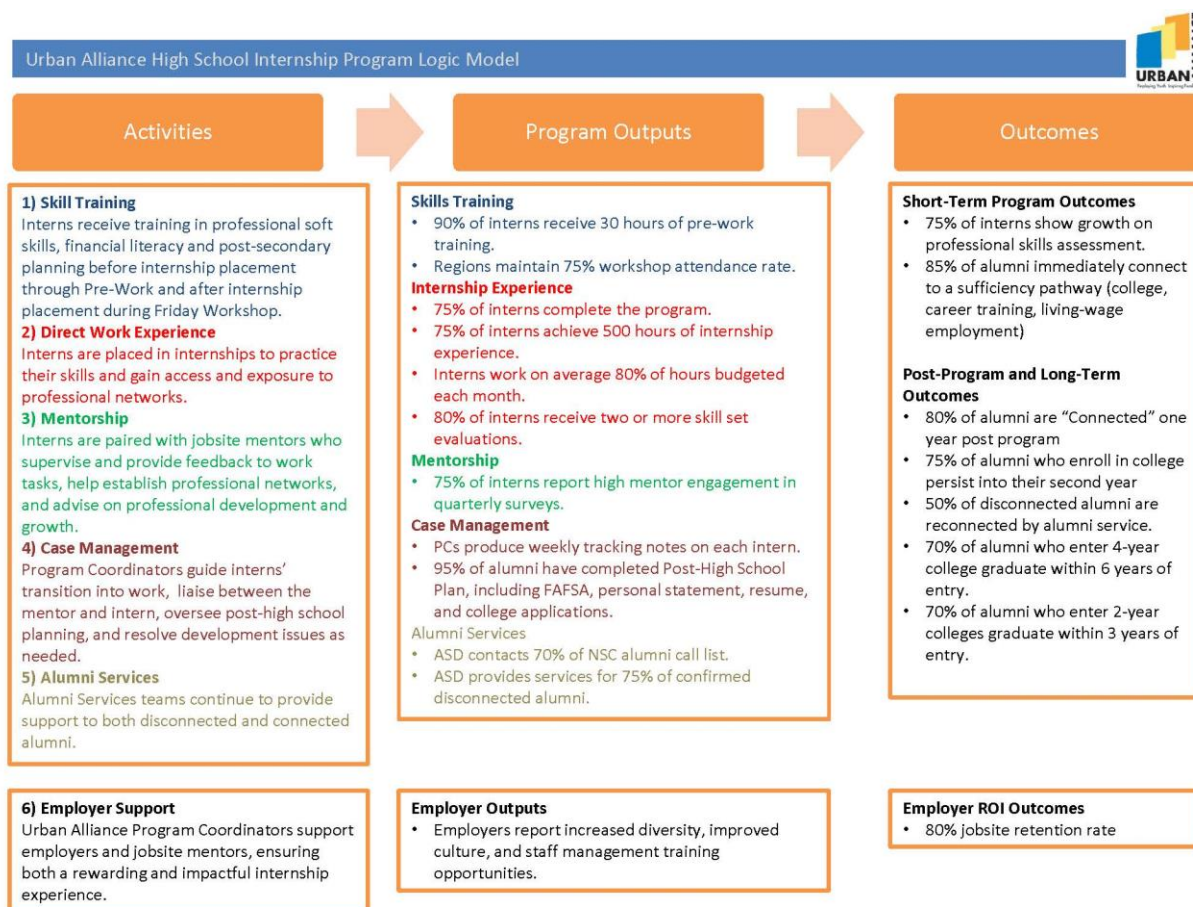 Urban Alliance High School Internship Program Logic Model
URBAN
Activities
Program Outputs
Outcomes
1) Skill Training
Interns receive training in professional soft
skills, financial literacy and post-secondary
planning before internship placement
through Pre-Work and after internship
placement during Friday Workshop.
2) Direct Work Experience
Interns are placed in internships to practice
their skills and gain access and exposure to
professional networks.
3) Mentorship
Interns are paired with jobsite mentors who
supervise and provide feedback to work
tasks, help establish professional networks,
and advise on professional development and
growth.
4) Case Management
Program Coordinators guide interns’
transition into work, liaise between the
mentor and intern, oversee post-high school
planning, and resolve development issues as
needed.
5) Alumni Services
Alumni Services teams continue to provide
support to both disconnected and connected
alumni.
Skills Training
• 90% of interns receive 30 hours of pre-work
training.
• Regions maintain 75% workshop attendance rate.
Internship Experience
• 75% of interns complete the program.
• 75% of interns achieve 500 hours of internship
experience.
• Interns work on average 80% of hours budgeted
each month.
• 80% of interns receive two or more skill set
evaluations.
Mentorship
• 75% of interns report high mentor engagement in
quarterly surveys.
Case Management
• PCs produce weekly tracking notes on each intern.
• 95% of alumni have completed Post-High School
Plan, including FAFSA, personal statement, resume,
and college applications.
Alumni Services
• ASD contacts 70% of NSC alumni call list.
• ASD provides services for 75% of confirmed
disconnected alumni.
Short-Term Program Outcomes
• 75% of interns show growth on
professional skills assessment.
• 85% of alumni immediately connect
to a sufficiency pathway (college,
career training, living-wage
employment)
Post-Program and Long-Term
Outcomes
• 80% of alumni are “Connected” one
year post program
• 75% of alumni who enroll in college
persist into their second year
• 50% of disconnected alumni are
reconnected by alumni service.
• 70% of alumni who enter 4-year
college graduate within 6 years of
entry.
• 70% of alumni who enter 2-year
colleges graduate within 3 years of
entry.
6) Employer Support
Urban Alliance Program Coordinators support
employers and jobsite mentors, ensuring
both a rewarding and impactful internship
experience.
Employer Outputs
• Employers report increased diversity, improved
culture, and staff management training
opportunities.
Employer ROI Outcomes
• 80% jobsite retention rate